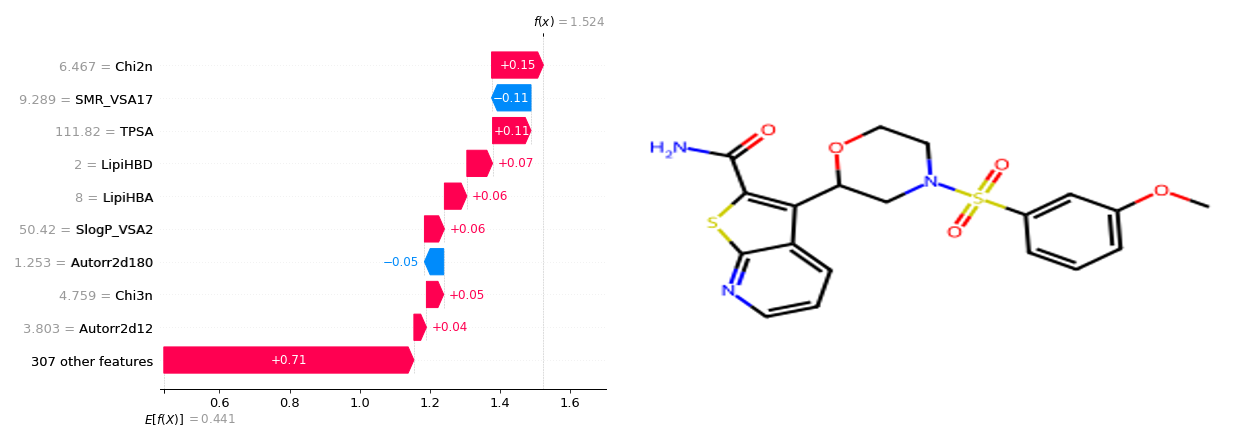 f(x) = 1.524
6.467 = Chi2n
+0.15
9.289 = SMR_VSA17
−0.11
111.82 = TPSA
+0.11
2 = LipiHBD
+0.07
8 = LipiHBA
+0.06
50.42 = SlogP_VSA2
+0.06
1.253 = Autorr2d180
−0.05
4.759 = Chi3n
+0.05
3.803 = Autorr2d12
+0.04
307 other features
+0.71
0.6 0.8 1.0 1.2 1.4 1.6
E[f(X)] = 0.441
H₂N
O
S
N
O
N
S
O
O
O